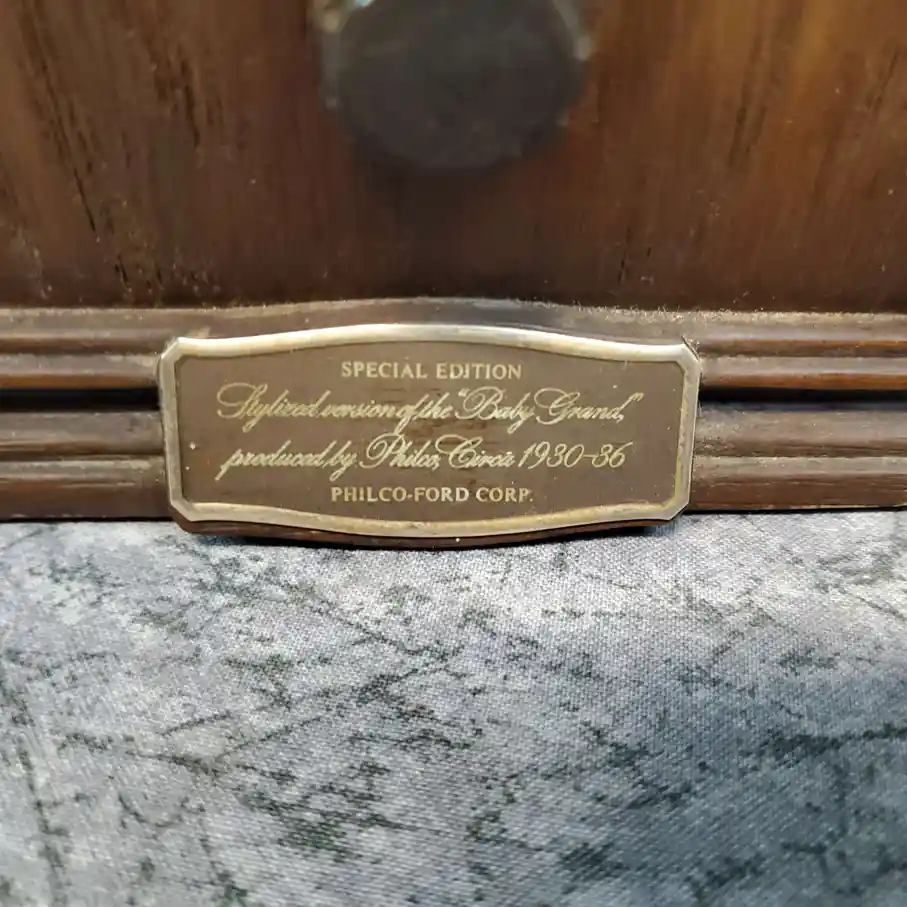 SPECIAL EDITION
Stylized version of the "Baby Grand,"
produced by Philco, Circa 1930-36
PHILCO-FORD CORP.